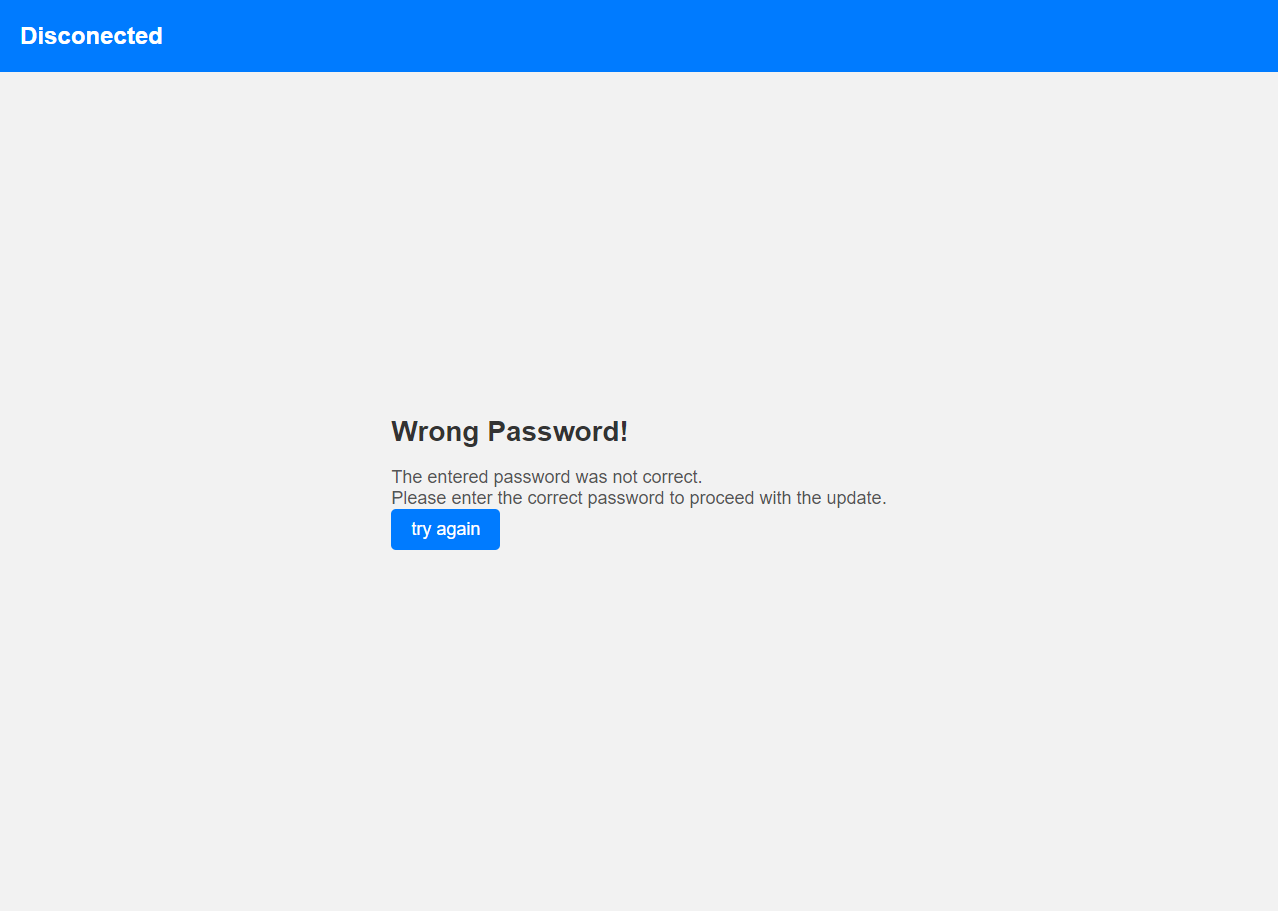 Disconected
Wrong Password!
The entered password was not correct.
Please enter the correct password to proceed with the update.
try again